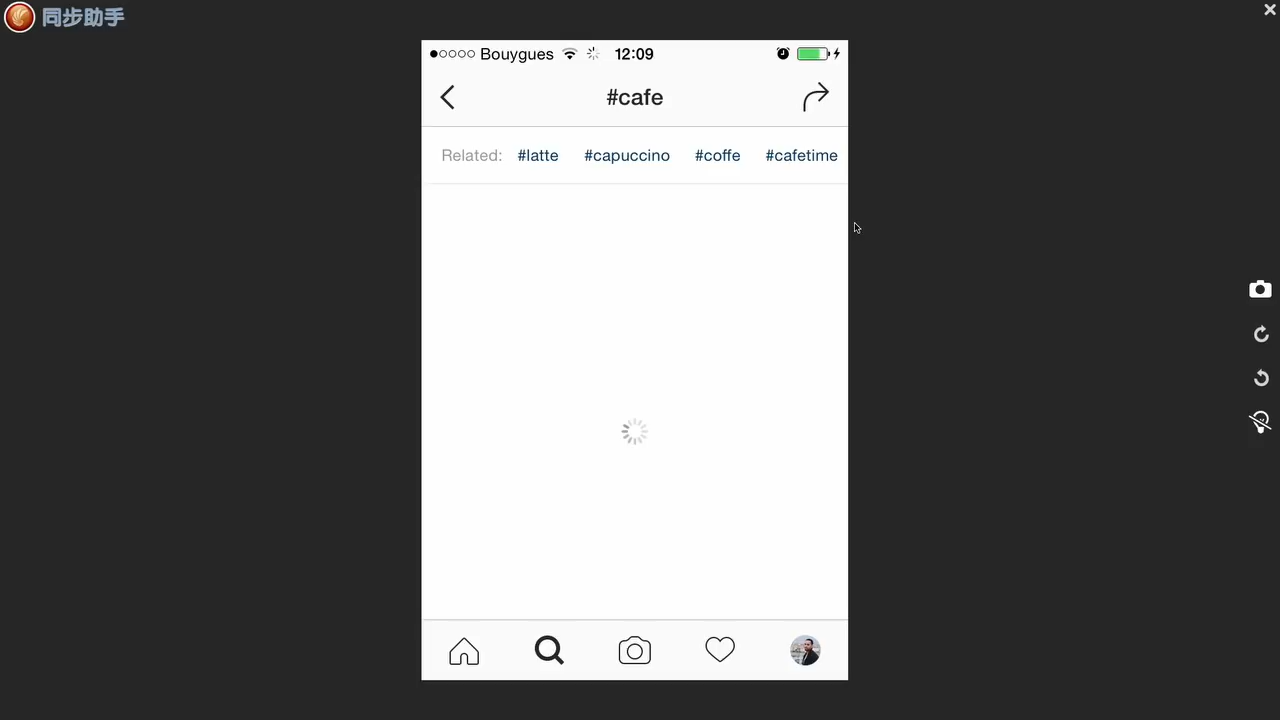 同步助手
Bouygues 12:09
#cafe
Related: #latte #capuccino #coffe #cafetime